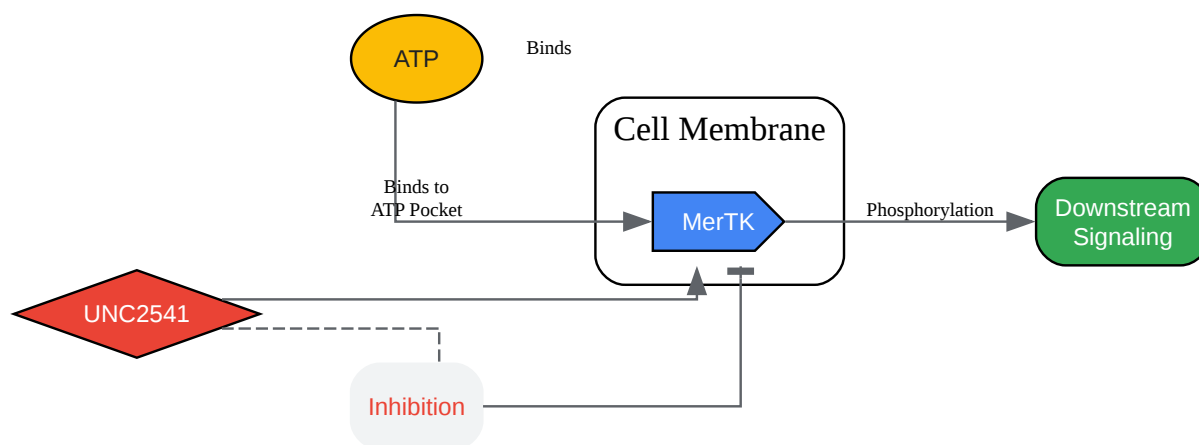 ATP
Binds
Cell Membrane
Binds to
ATP Pocket
MerTK
Phosphorylation
Downstream
Signaling
UNC2541
Inhibition